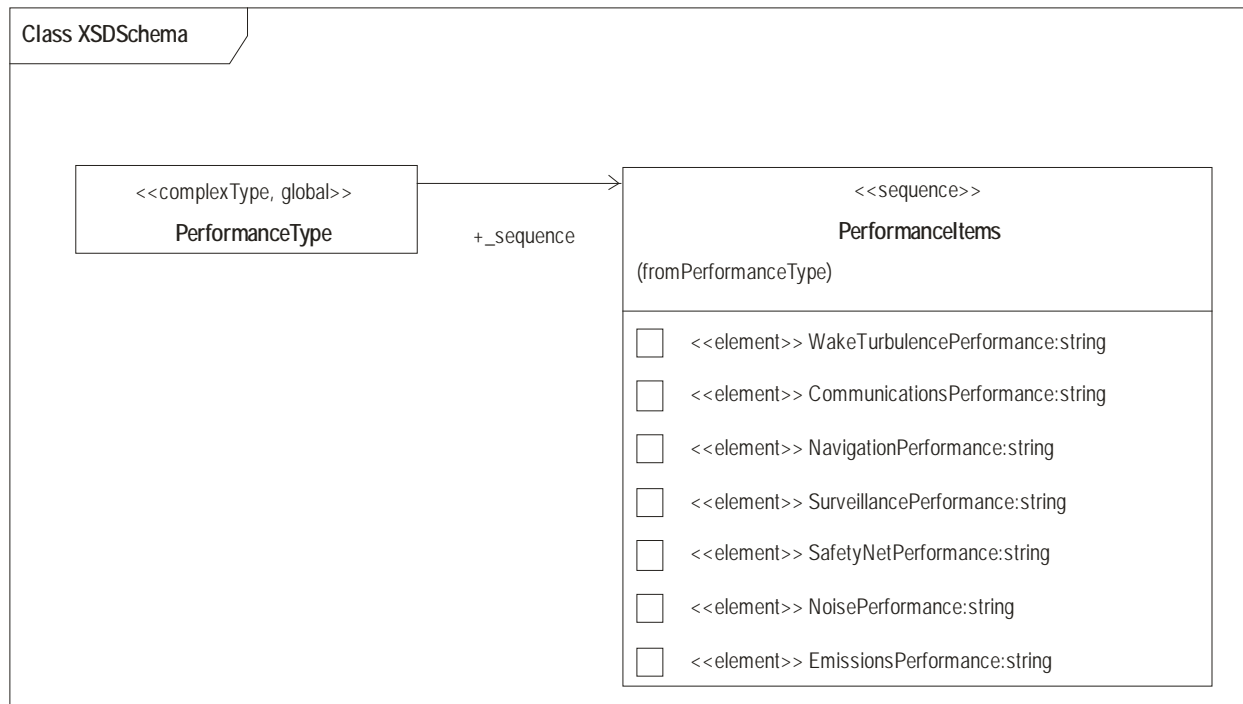 Class XSDSchema
<<complexType, global>>
PerformanceType
+_sequence
<<sequence>>
PerformanceItems
(fromPerformanceType)
<<element>> WakeTurbulencePerformance:string
<<element>> CommunicationsPerformance:string
<<element>> NavigationPerformance:string
<<element>> SurveillancePerformance:string
<<element>> SafetyNetPerformance:string
<<element>> NoisePerformance:string
<<element>> EmissionsPerformance:string